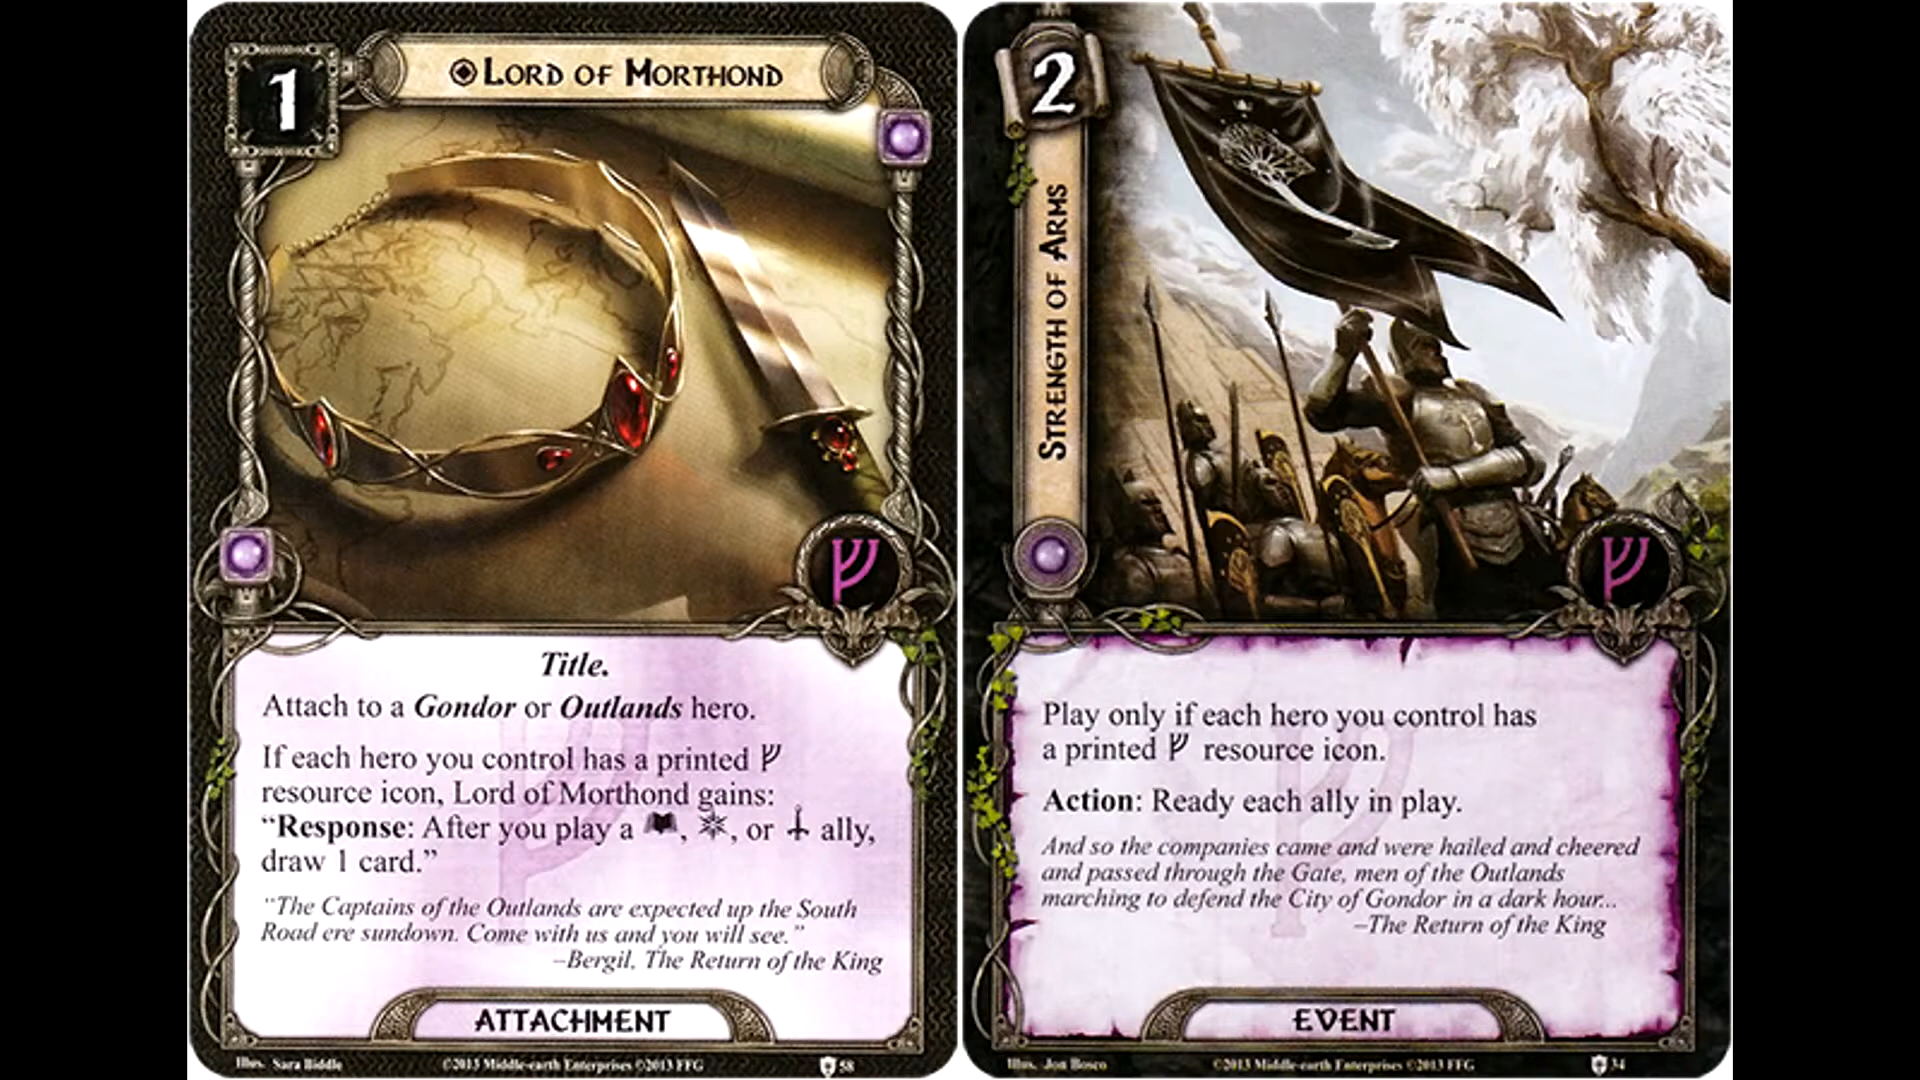 1
LORD OF MORTHOND
Title.
Attach to a Gondor or Outlands hero.
If each hero you control has a printed
resource icon, Lord of Morthond gains:
“Response: After you play a , , or ally,
draw 1 card.”
“The Captains of the Outlands are expected up the South
Road ere sundown. Come with us and you will see.”
–Bergil, The Return of the King
ATTACHMENT
Illus. Sara Biddle
©2013 Middle-earth Enterprises ©2013 FFG
58
2
STRENGTH OF ARMS
Play only if each hero you control has
a printed resource icon.
Action: Ready each ally in play.
And so the companies came and were hailed and cheered
and passed through the Gate, men of the Outlands
marching to defend the City of Gondor in a dark hour...
–The Return of the King
EVENT
Illus. Jon Bosco
©2013 Middle-earth Enterprises ©2013 FFG
34